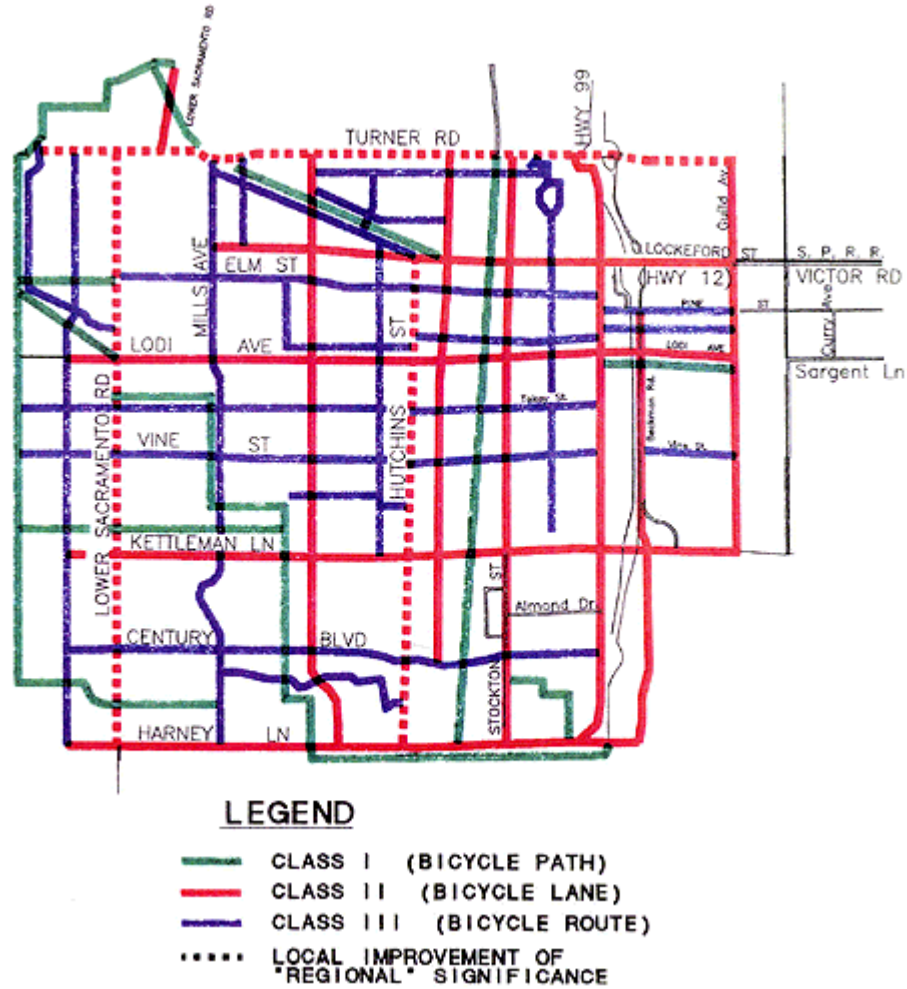 LOWER SACRAMENTO RD
HWY 99
TURNER RD
Guild Av
LOCKEFORD ST
S. P. R. R.
ELM ST
(HWY 12)
VICTOR RD
MILLS AVE
PINE ST
Curry Ave
ST
LODI AVE
LODI AVE
Sargent Ln
LOWER SACRAMENTO RD
HUTCHINS
Beckman Rd.
VINE ST
Vine St.
KETTLEMAN LN
STOCKTON ST
Almond Dr.
CENTURY BLVD
HARNEY LN
LEGEND
CLASS I (BICYCLE PATH)
CLASS II (BICYCLE LANE)
CLASS III (BICYCLE ROUTE)
LOCAL IMPROVEMENT OF
"REGIONAL" SIGNIFICANCE